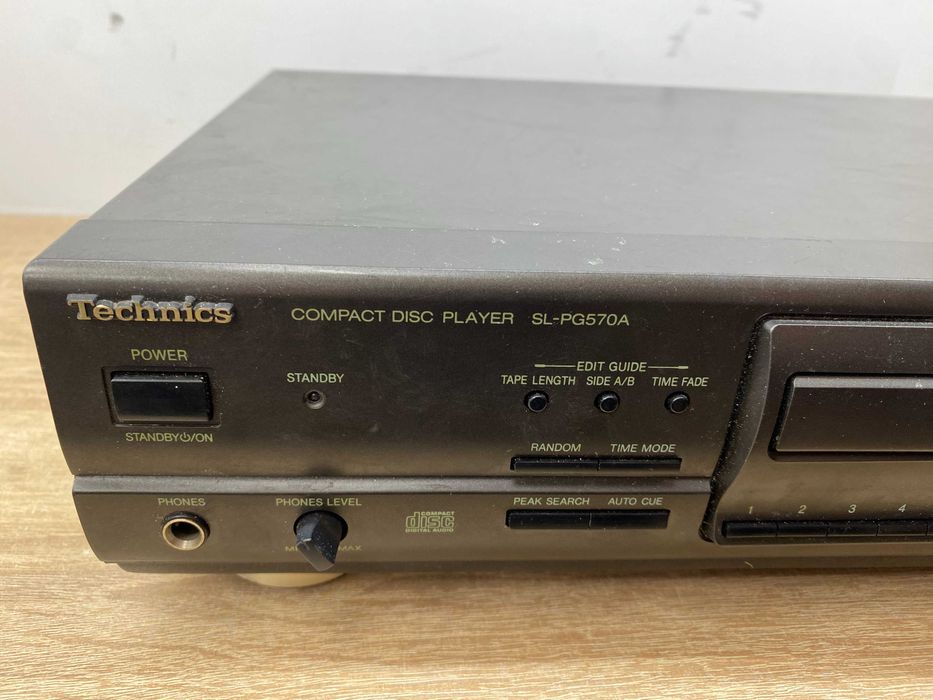 Technics
COMPACT DISC PLAYER SL-PG570A
POWER
STANDBY⏻/ON
STANDBY
EDIT GUIDE
TAPE LENGTH SIDE A/B TIME FADE
RANDOM TIME MODE
PHONES
PHONES LEVEL
MAX
COMPACT
disc
DIGITAL AUDIO
PEAK SEARCH AUTO CUE
1 2 3 4